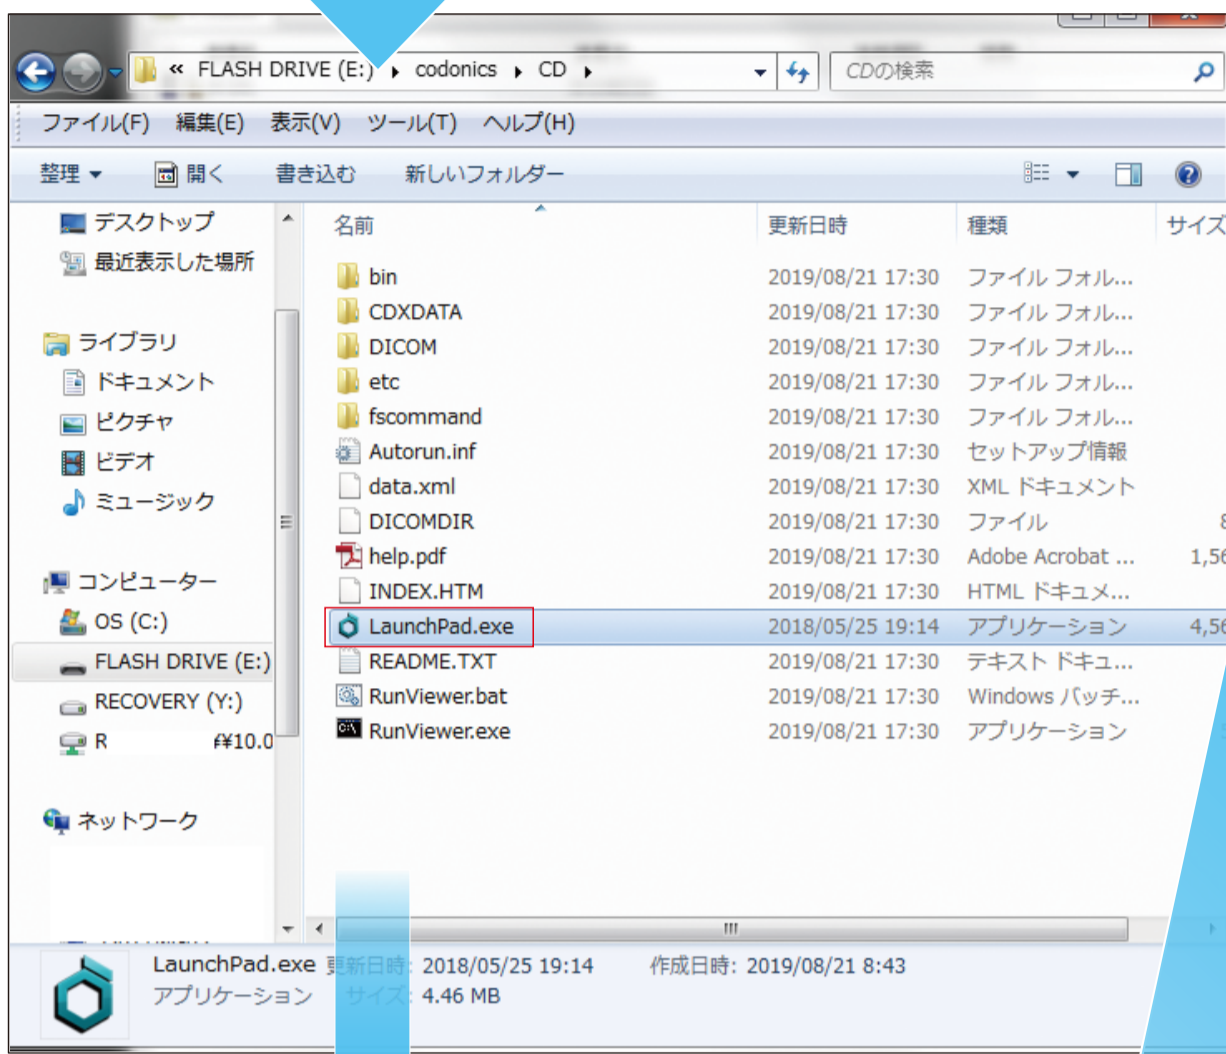 « FLASH DRIVE (E:) ▸ codonics ▸ CD ▸
CDの検索
ファイル(F) 編集(E) 表示(V) ツール(T) ヘルプ(H)
整理 ▼ 開く 書き込む 新しいフォルダー
デスクトップ
最近表示した場所
ライブラリ
ドキュメント
ピクチャ
ビデオ
ミュージック
コンピューター
OS (C:)
FLASH DRIVE (E:)
RECOVERY (Y:)
R ¥10.0
ネットワーク
名前 更新日時 種類 サイズ
bin 2019/08/21 17:30 ファイル フォル...
CDXDATA 2019/08/21 17:30 ファイル フォル...
DICOM 2019/08/21 17:30 ファイル フォル...
etc 2019/08/21 17:30 ファイル フォル...
fscommand 2019/08/21 17:30 ファイル フォル...
Autorun.inf 2019/08/21 17:30 セットアップ情報
data.xml 2019/08/21 17:30 XML ドキュメント
DICOMDIR 2019/08/21 17:30 ファイル
help.pdf 2019/08/21 17:30 Adobe Acrobat ... 1,56
INDEX.HTM 2019/08/21 17:30 HTML ドキュメ...
LaunchPad.exe 2018/05/25 19:14 アプリケーション 4,56
README.TXT 2019/08/21 17:30 テキスト ドキュ...
RunViewer.bat 2019/08/21 17:30 Windows バッチ...
RunViewer.exe 2019/08/21 17:30 アプリケーション
LaunchPad.exe 更新日時: 2018/05/25 19:14 作成日時: 2019/08/21 8:43
アプリケーション サイズ: 4.46 MB